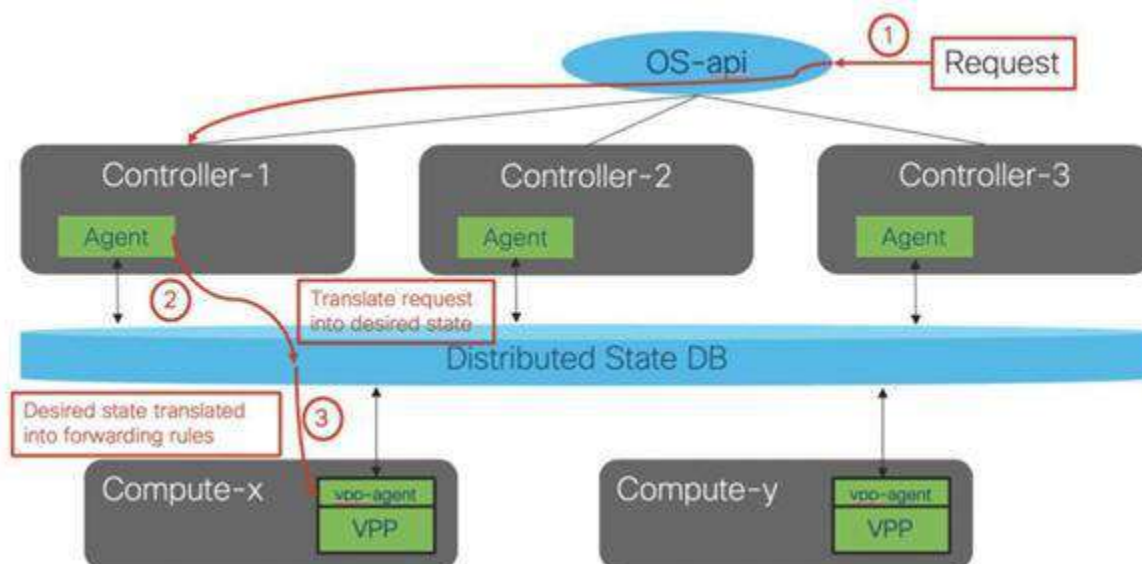 1
OS-api
Request
Controller-1
Controller-2
Controller-3
Agent
Agent
Agent
2
Translate request
into desired state
Distributed State DB
Desired state translated
into forwarding rules
3
Compute-x
vpp-agent
VPP
Compute-y
vpp-agent
VPP